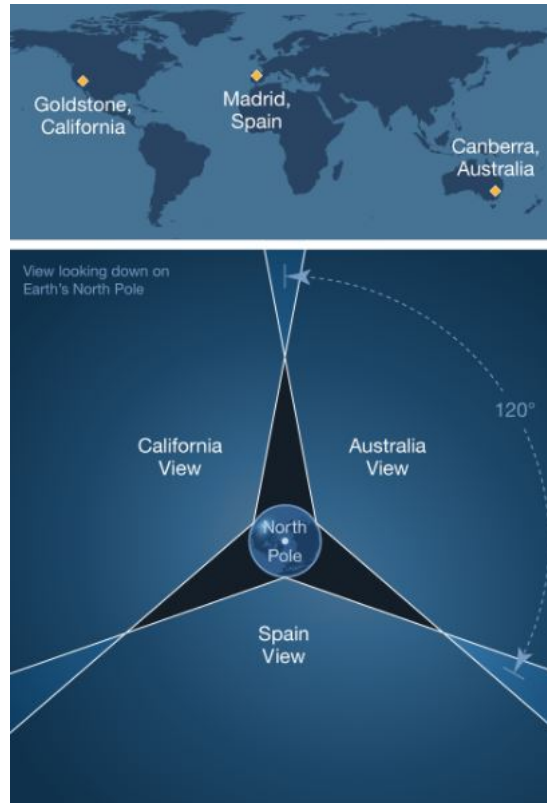 Goldstone,
California
Madrid,
Spain
Canberra,
Australia
View looking down on
Earth's North Pole
120°
California
View
Australia
View
North
Pole
Spain
View